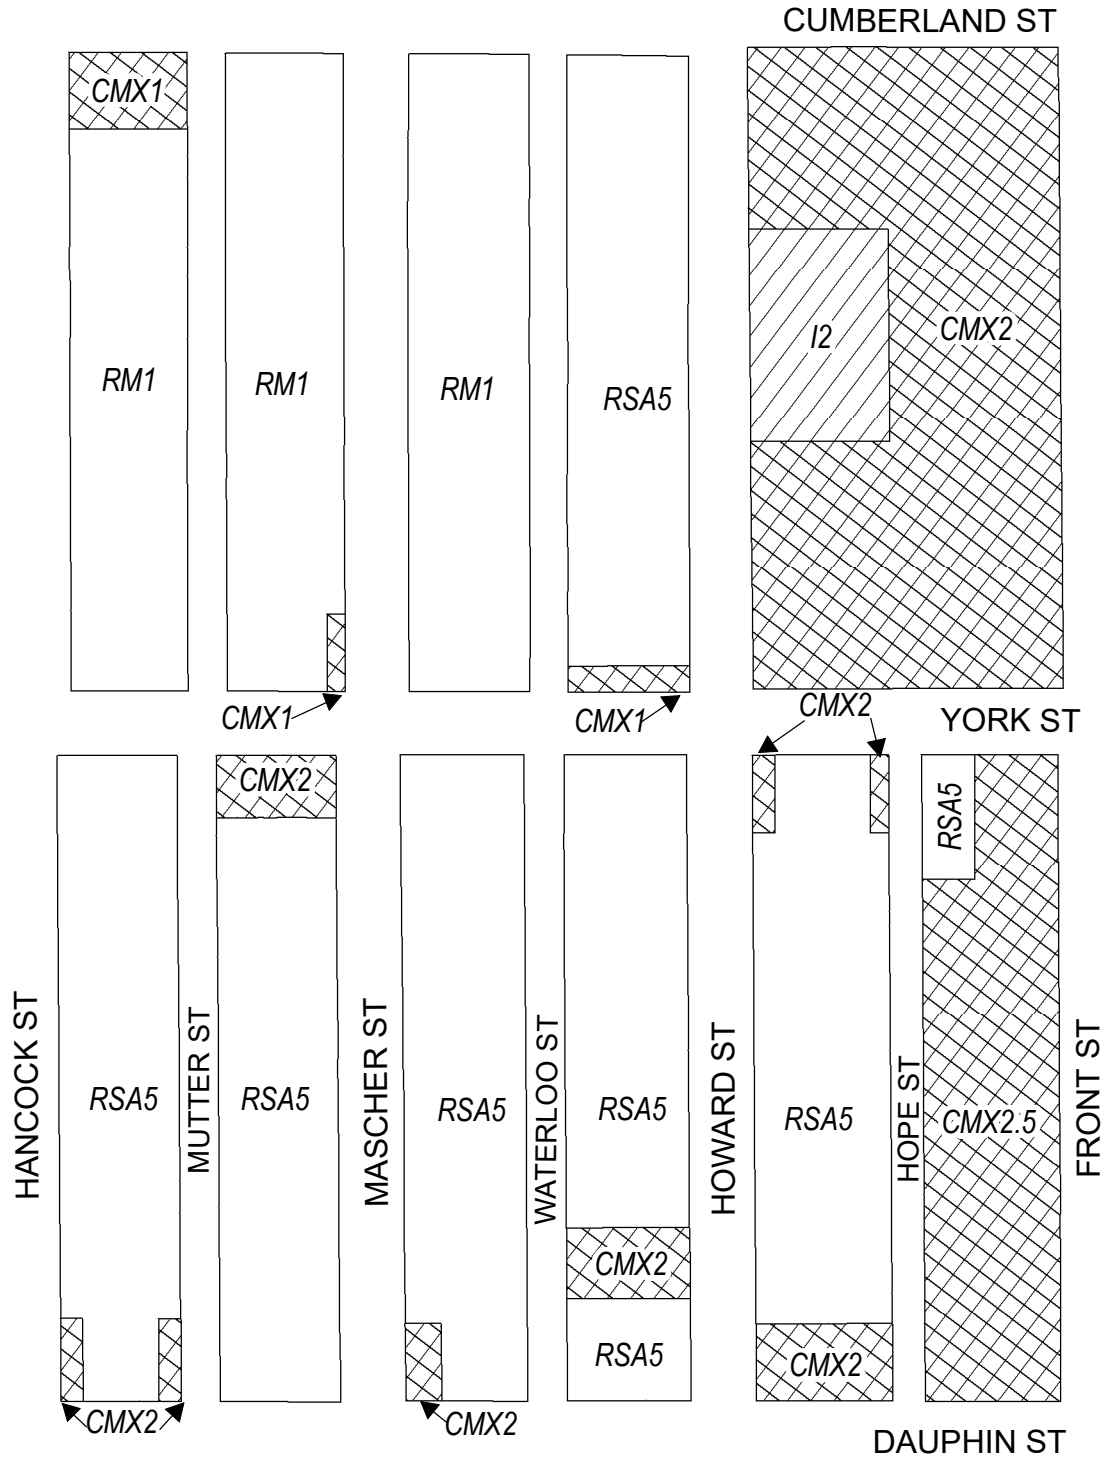 CUMBERLAND ST
CMX1
RM1
RM1
RM1
RSA5
I2
CMX2
CMX1
CMX1
CMX2
YORK ST
CMX2
RSA5
HANCOCK ST
RSA5
MUTTER ST
RSA5
MASCHER ST
RSA5
WATERLOO ST
RSA5
HOWARD ST
RSA5
HOPE ST
CMX2.5
FRONT ST
CMX2
RSA5
CMX2
CMX2
CMX2
DAUPHIN ST